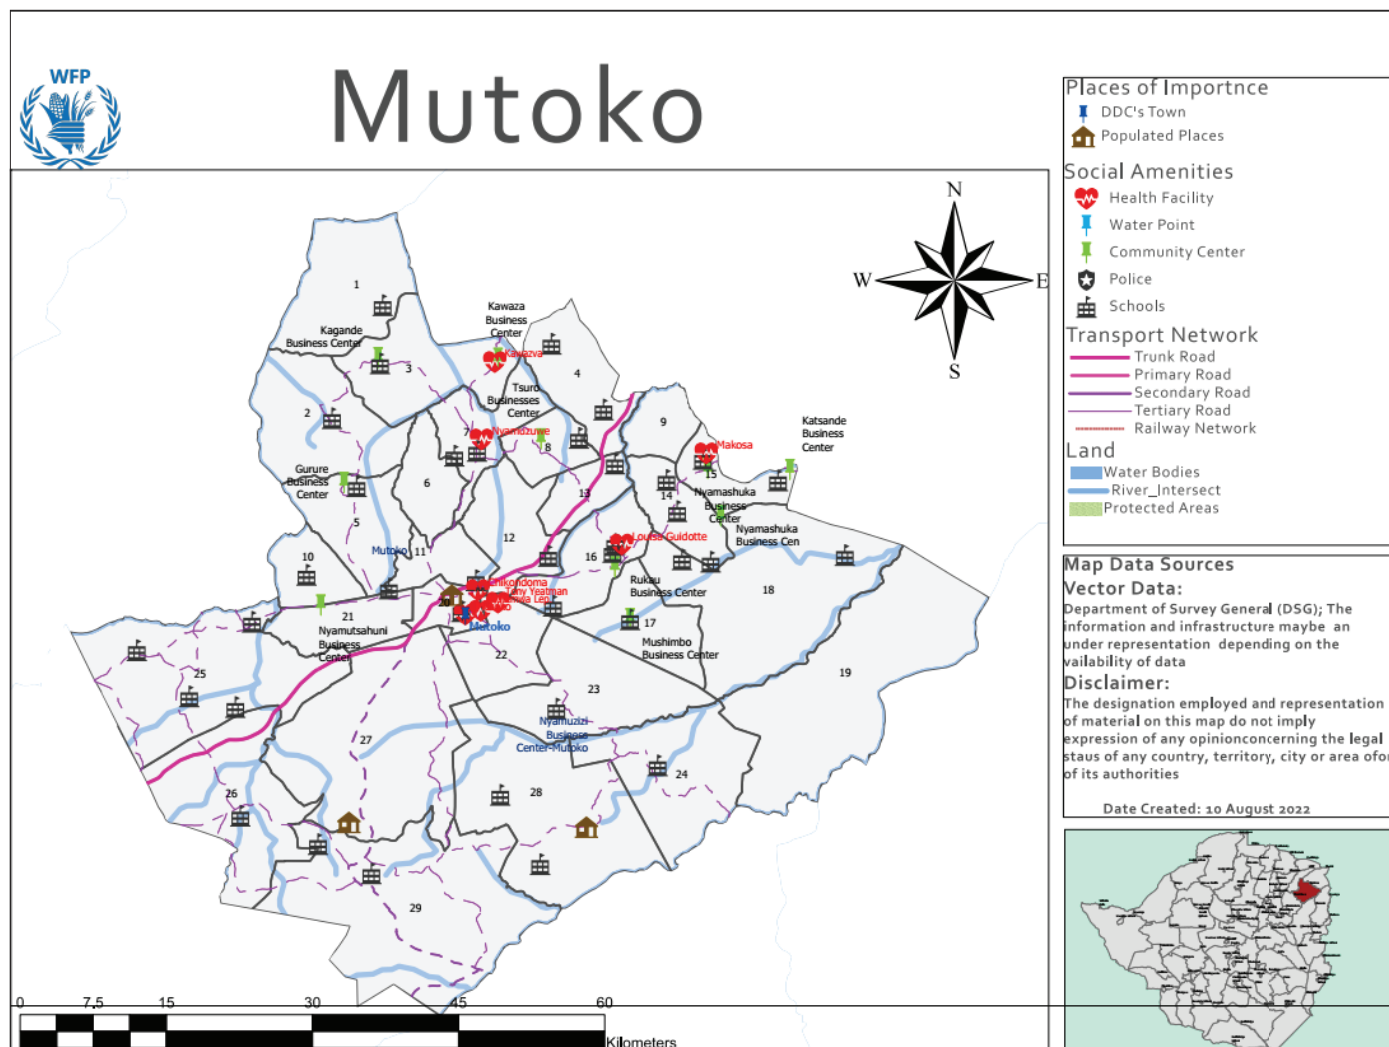 WFP
Mutoko
N
W
E
S
1
Kagande
Business Center
Kawaza
Business
Center
Kawazva
3
4
2
Tsuro
Businesses
Center
7
Nyamdzuwe
8
9
Makosa
Katsande
Business
Center
15
Gurure
Business
Center
6
13
14
Nyamashuka
Business
Center
Nyamashuka
Business Cen
5
10
Mutoko
11
12
Louisa Guidotte
16
18
Rukau
Business Center
20
Mutoko
21
Nyamutsahuni
Business
Center
17
Mushimbo
Business Center
22
19
25
23
Nyamuzizi
Business
Center-Mutoko
27
24
26
28
29
0 7.5 15 30 45 60
Kilometers
Places of Importnce
DDC's Town
Populated Places
Social Amenities
Health Facility
Water Point
Community Center
Police
Schools
Transport Network
Trunk Road
Primary Road
Secondary Road
Tertiary Road
Railway Network
Land
Water Bodies
River_Intersect
Protected Areas
Map Data Sources
Vector Data:
Department of Survey General (DSG); The
information and infrastructure maybe an
under representation depending on the
vailability of data
Disclaimer:
The designation employed and representation
of material on this map do not imply
expression of any opinionconcerning the legal
staus of any country, territory, city or area ofor
of its authorities
Date Created: 10 August 2022